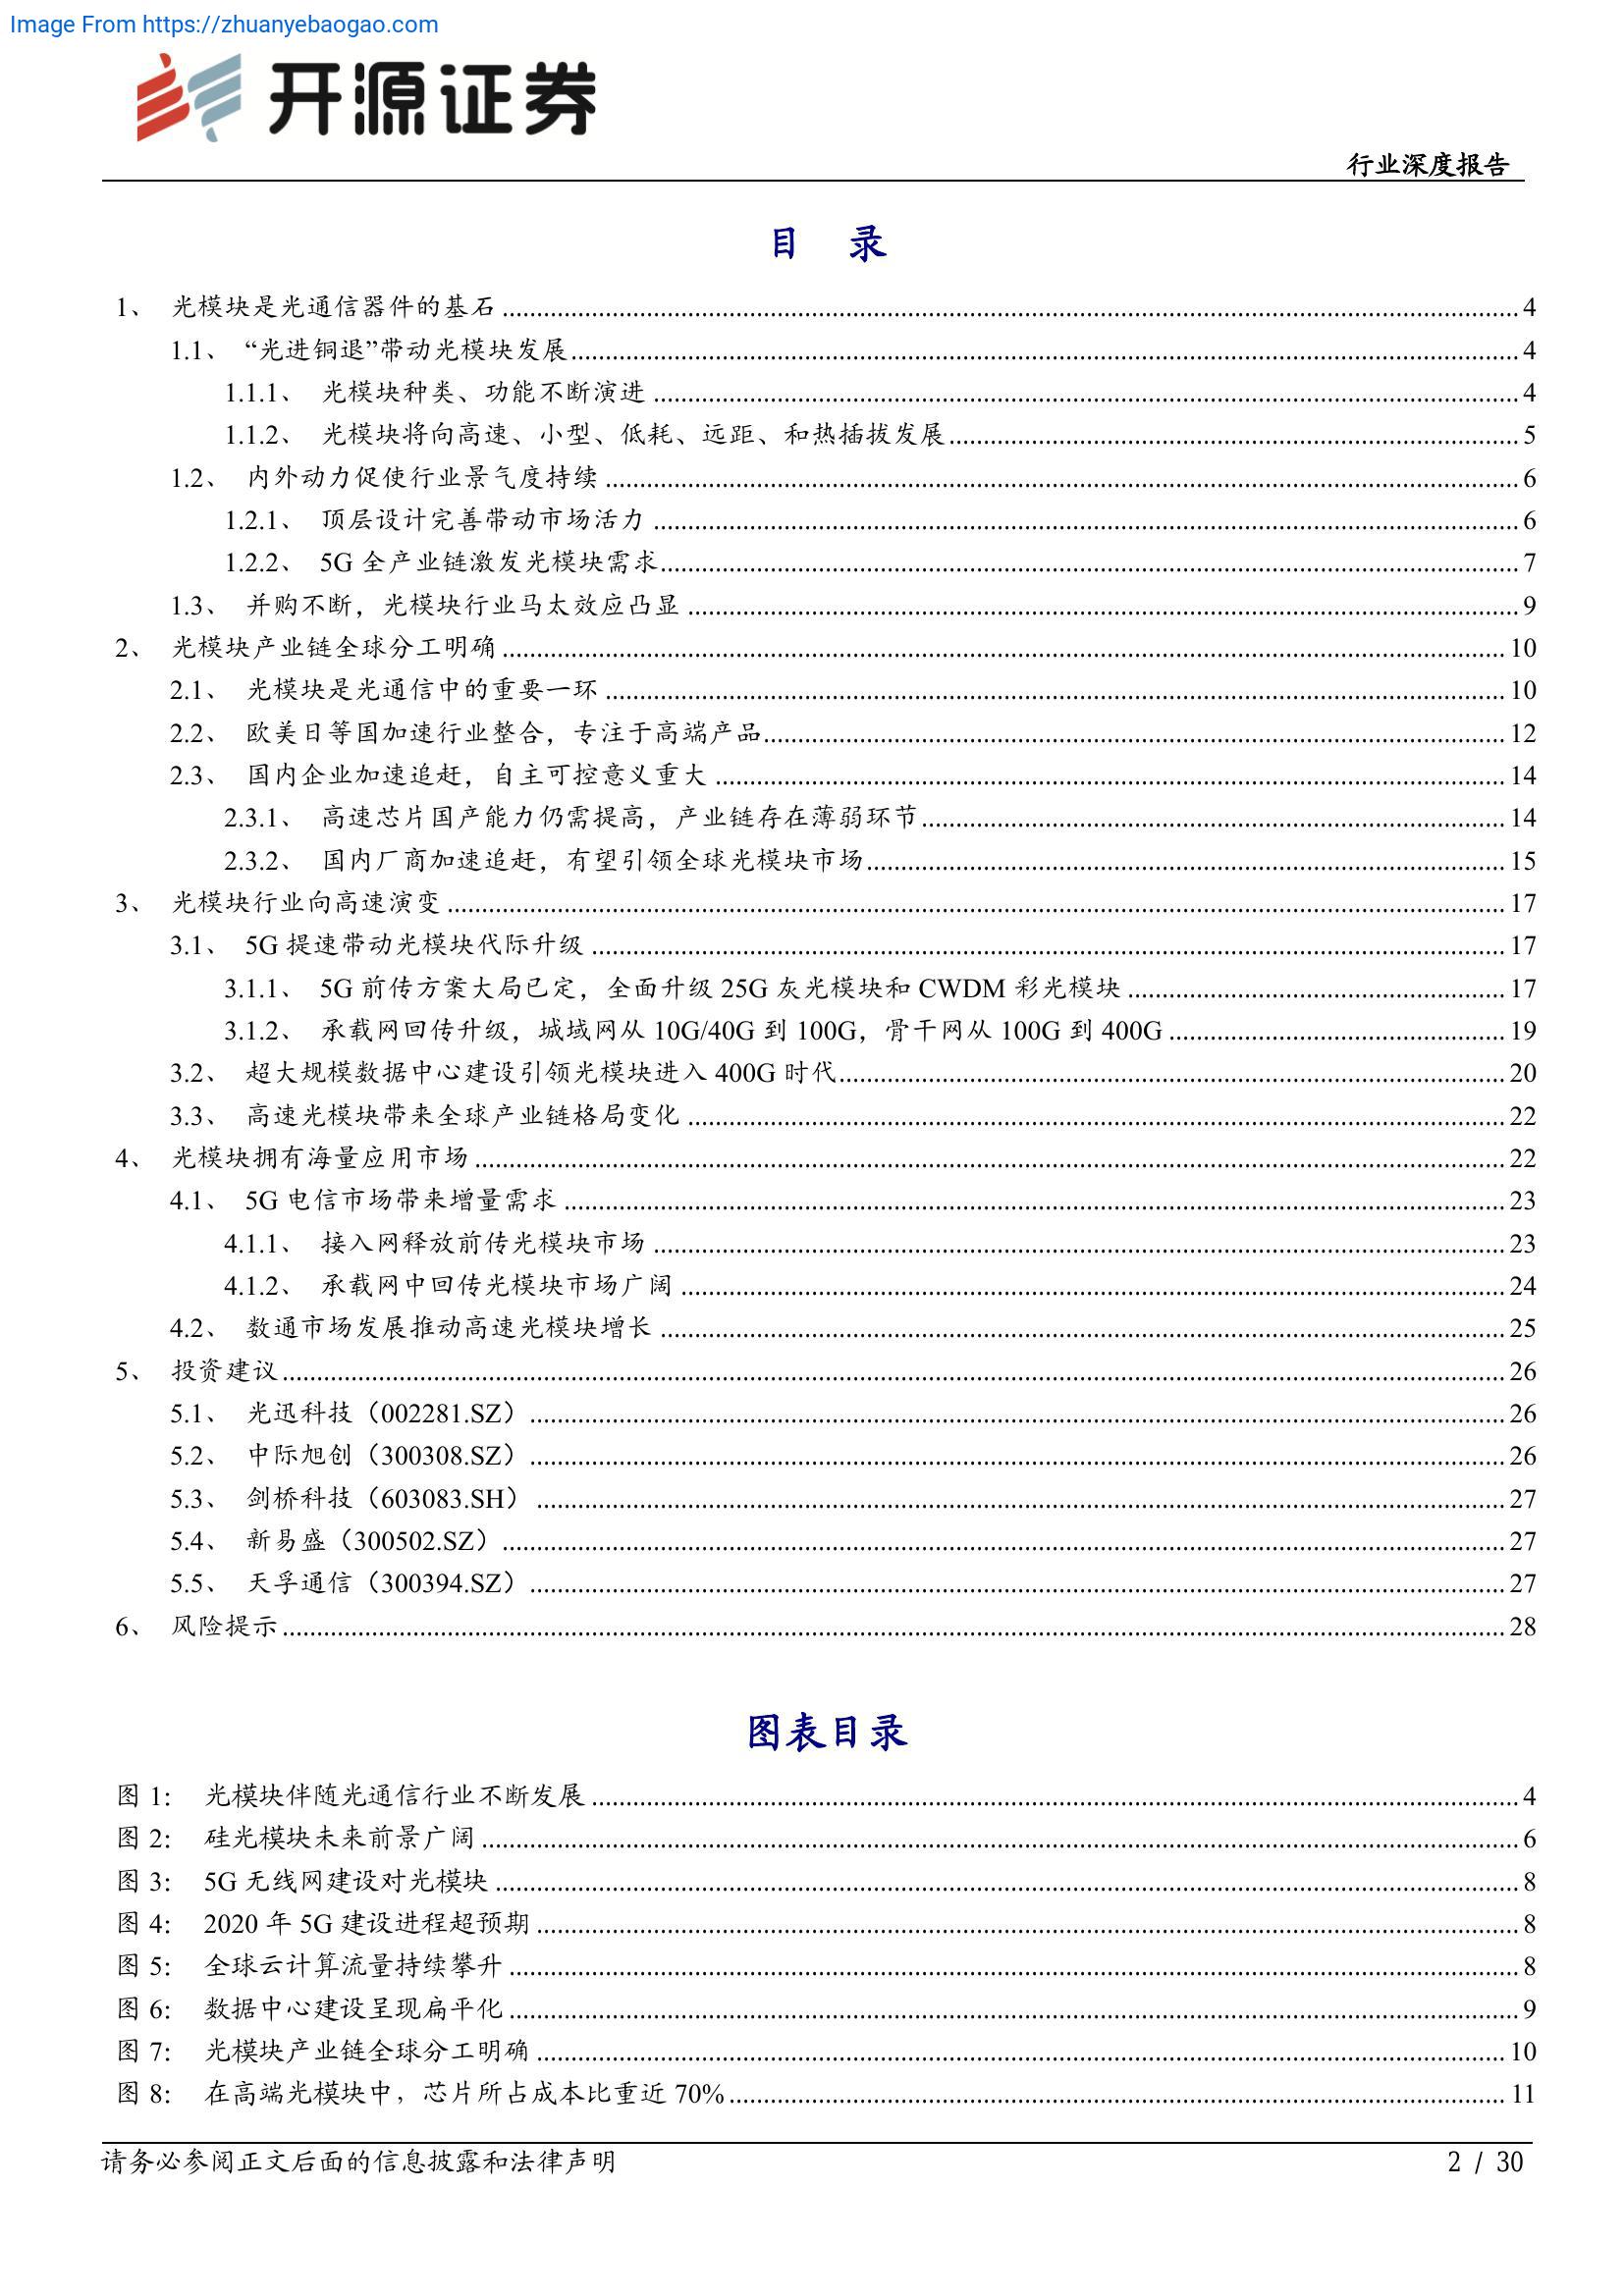 Image From https://zhuanyebaogao.com
开源证券
行业深度报告
目 录
1、 光模块是光通信器件的基石 4
1.1、 “光进铜退”带动光模块发展 4
1.1.1、 光模块种类、功能不断演进 4
1.1.2、 光模块将向高速、小型、低耗、远距、和热插拔发展 5
1.2、 内外动力促使行业景气度持续 6
1.2.1、 顶层设计完善带动市场活力 6
1.2.2、 5G 全产业链激发光模块需求 7
1.3、 并购不断，光模块行业马太效应凸显 9
2、 光模块产业链全球分工明确 10
2.1、 光模块是光通信中的重要一环 10
2.2、 欧美日等国加速行业整合，专注于高端产品 12
2.3、 国内企业加速追赶，自主可控意义重大 14
2.3.1、 高速芯片国产能力仍需提高，产业链存在薄弱环节 14
2.3.2、 国内厂商加速追赶，有望引领全球光模块市场 15
3、 光模块行业向高速演变 17
3.1、 5G 提速带动光模块代际升级 17
3.1.1、 5G 前传方案大局已定，全面升级 25G 灰光模块和 CWDM 彩光模块 17
3.1.2、 承载网回传升级，城域网从 10G/40G 到 100G，骨干网从 100G 到 400G 19
3.2、 超大规模数据中心建设引领光模块进入 400G 时代 20
3.3、 高速光模块带来全球产业链格局变化 22
4、 光模块拥有海量应用市场 22
4.1、 5G 电信市场带来增量需求 23
4.1.1、 接入网释放前传光模块市场 23
4.1.2、 承载网中回传光模块市场广阔 24
4.2、 数通市场发展推动高速光模块增长 25
5、 投资建议 26
5.1、 光迅科技（002281.SZ） 26
5.2、 中际旭创（300308.SZ） 26
5.3、 剑桥科技（603083.SH） 27
5.4、 新易盛（300502.SZ） 27
5.5、 天孚通信（300394.SZ） 27
6、 风险提示 28
图表目录
图 1： 光模块伴随光通信行业不断发展 4
图 2： 硅光模块未来前景广阔 6
图 3： 5G 无线网建设对光模块 8
图 4： 2020 年 5G 建设进程超预期 8
图 5： 全球云计算流量持续攀升 8
图 6： 数据中心建设呈现扁平化 9
图 7： 光模块产业链全球分工明确 10
图 8： 在高端光模块中，芯片所占成本比重近 70% 11
请务必参阅正文后面的信息披露和法律声明 2 / 30